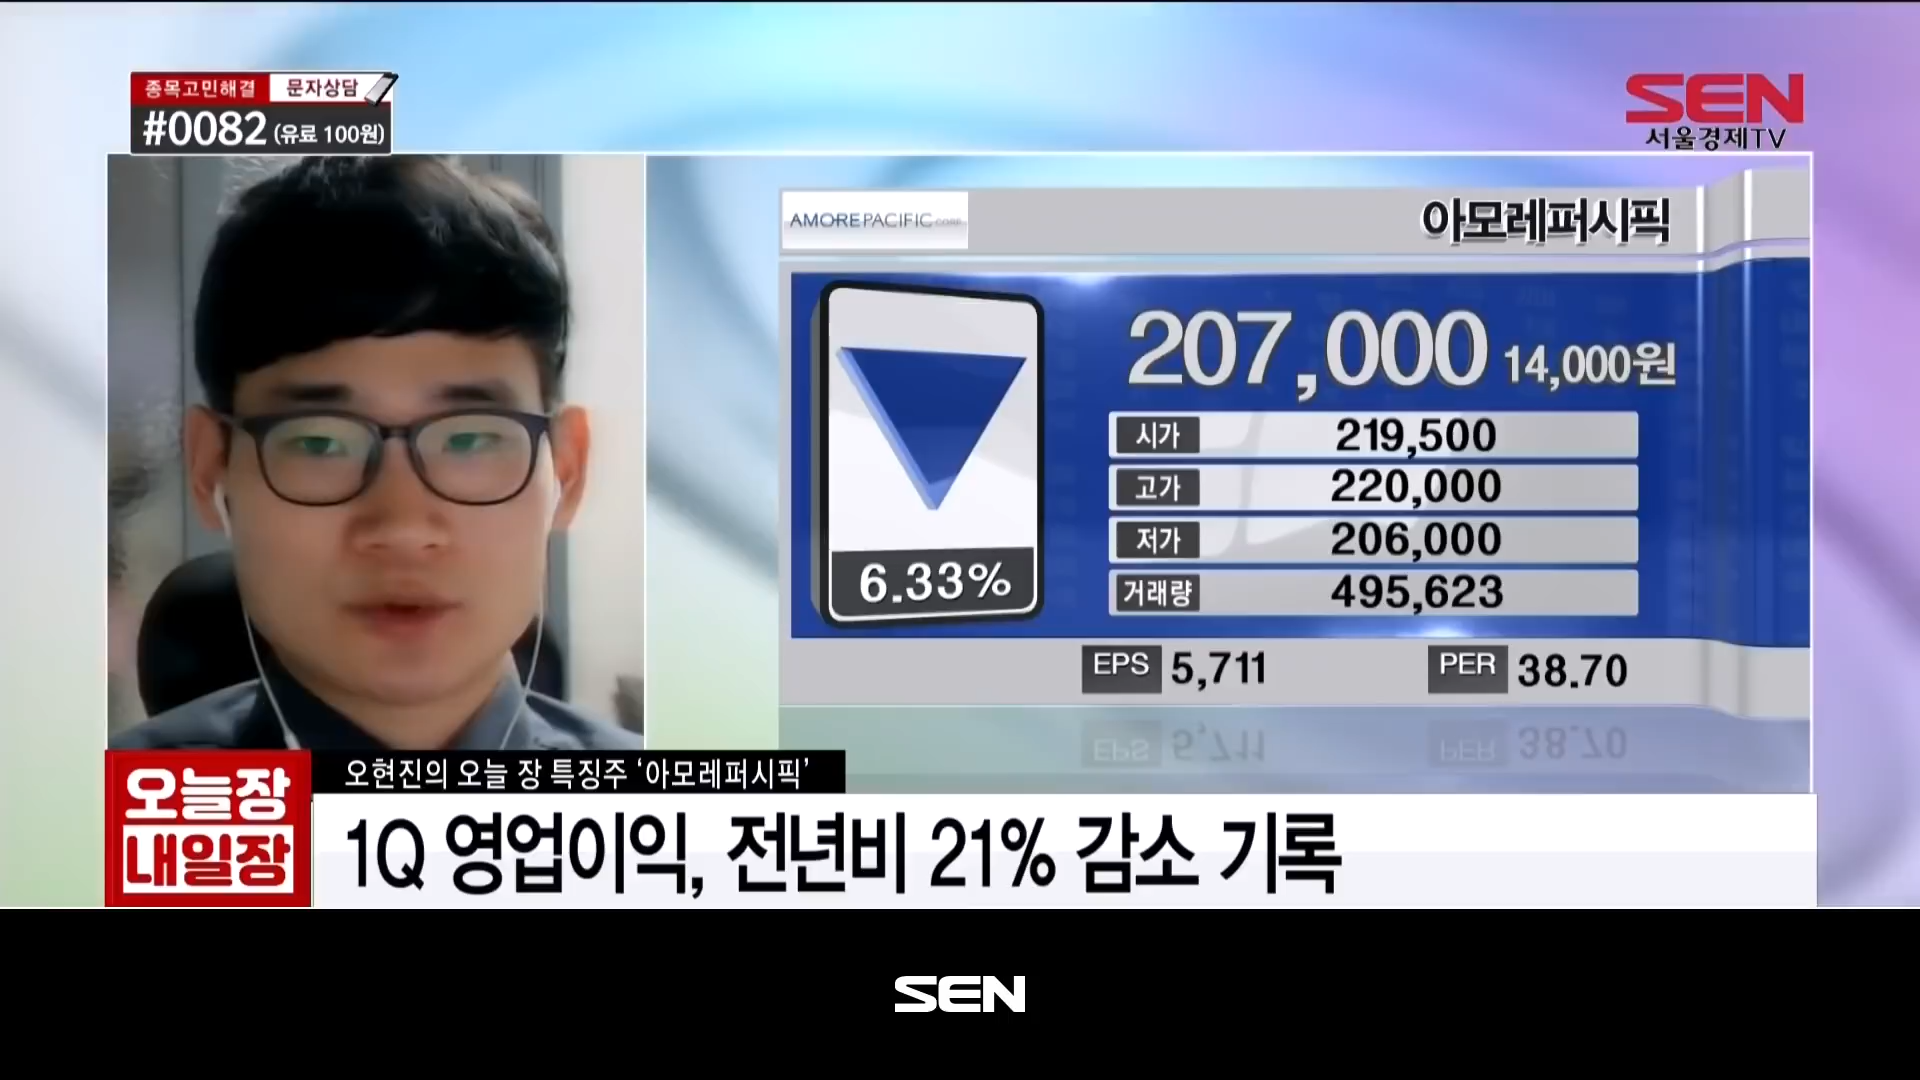 종목고민해결 문자상담
#0082 (유료 100원)
SEN
서울경제TV
AMOREPACIFIC CORP
아모레퍼시픽
207,000 14,000원
6.33%
시가 219,500
고가 220,000
저가 206,000
거래량 495,623
EPS 5,711 PER 38.70
오늘장
내일장
오현진의 오늘 장 특징주 ‘아모레퍼시픽’
1Q 영업이익, 전년비 21% 감소 기록
SEN